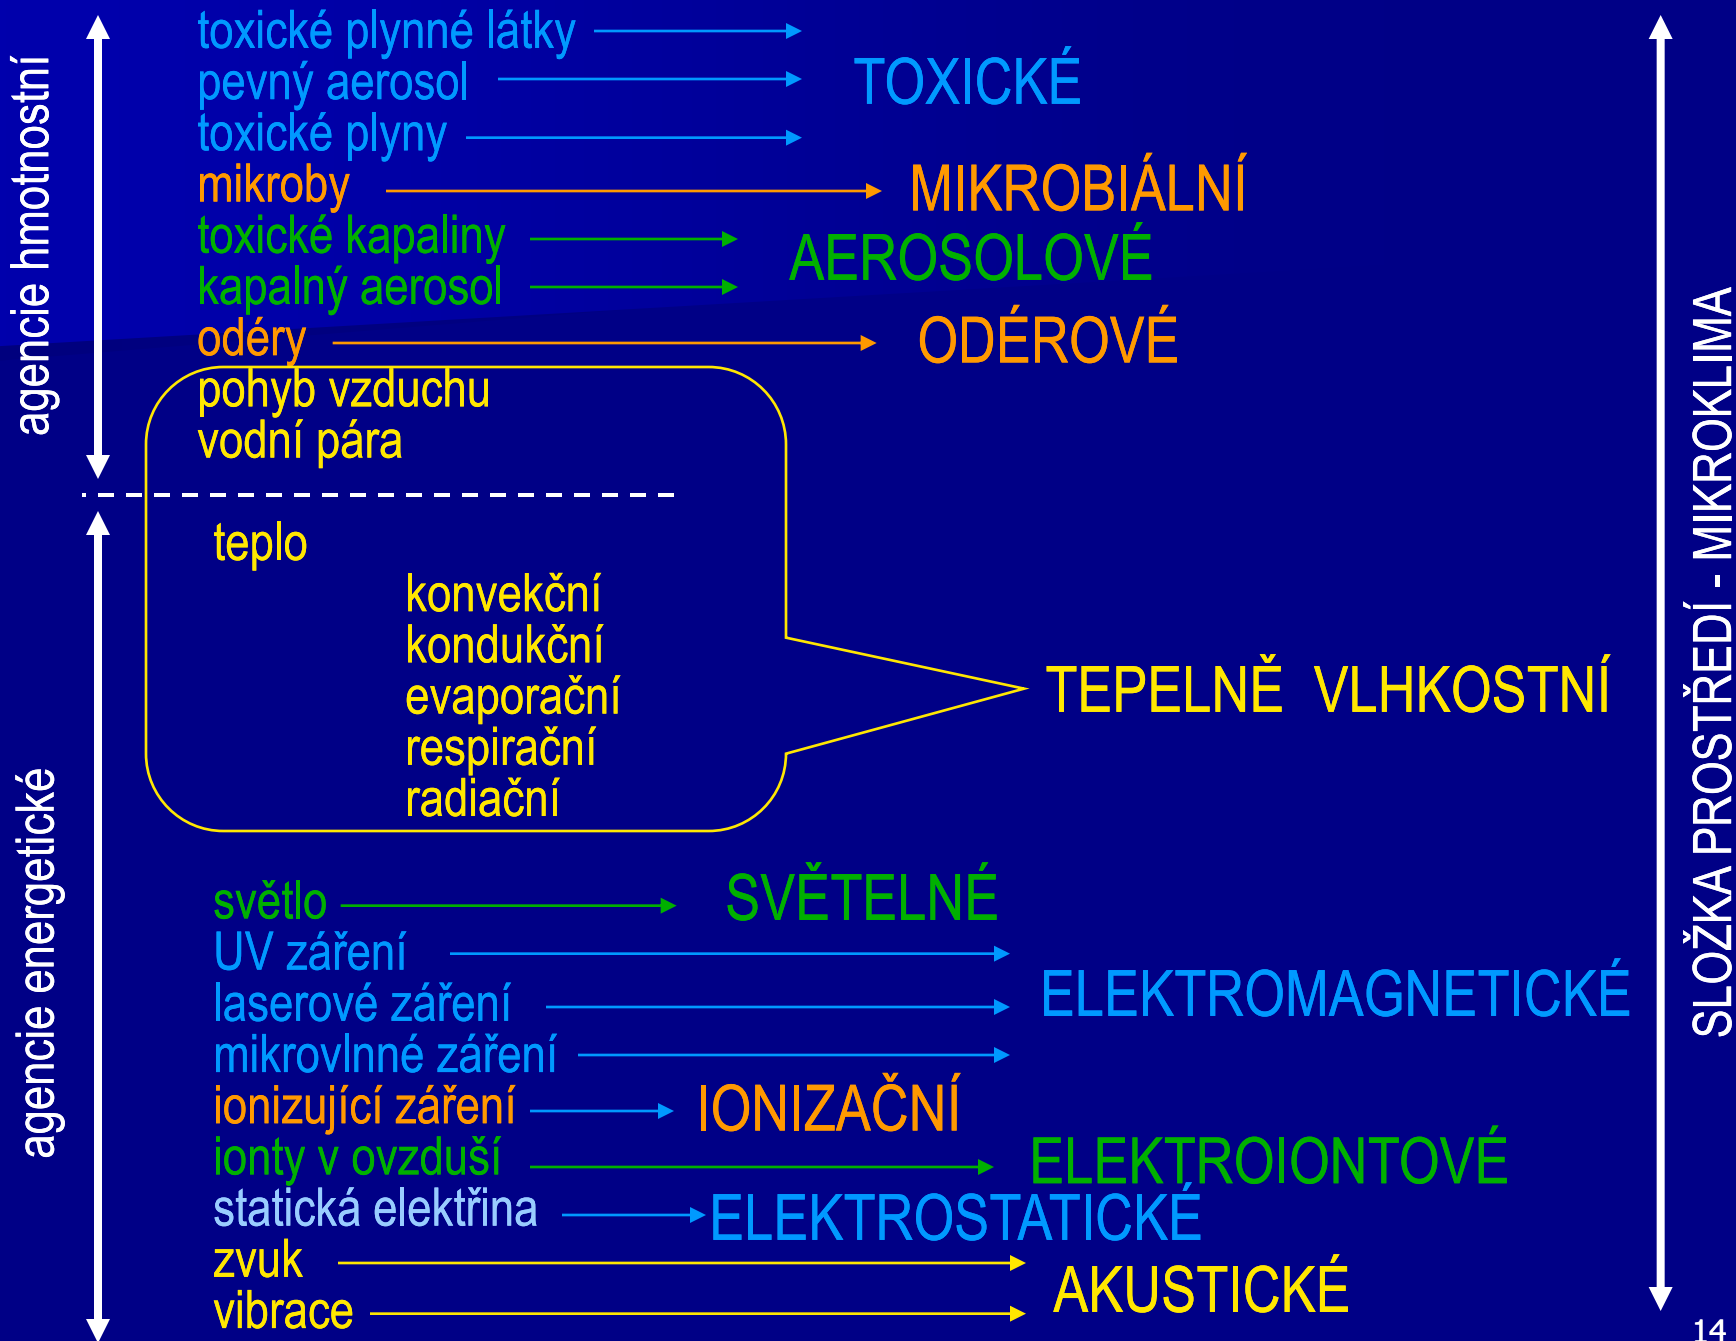 agencie hmotnostní
toxické plynné látky
pevný aerosol
TOXICKÉ
toxické plyny
mikroby
MIKROBIÁLNÍ
toxické kapaliny
AEROSOLOVÉ
kapalný aerosol
odéry
ODÉROVÉ
pohyb vzduchu
vodní pára
agencie energetické
teplo
konvekční
kondukční
evaporační
respirační
radiační
TEPELNĚ VLHKOSTNÍ
světlo
SVĚTELNÉ
UV záření
laserové záření
ELEKTROMAGNETICKÉ
mikrovlnné záření
ionizující záření
IONIZAČNÍ
ionty v ovzduší
ELEKTROIONTOVÉ
statická elektřina
ELEKTROSTATICKÉ
zvuk
AKUSTICKÉ
vibrace
SLOŽKA PROSTŘEDÍ - MIKROKLIMA
14